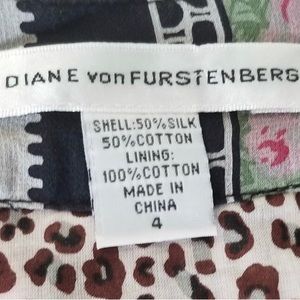 DIANE von FURSTENBERG
SHELL:50%SILK
50%COTTON
LINING:
100%COTTON
MADE IN
CHINA
4